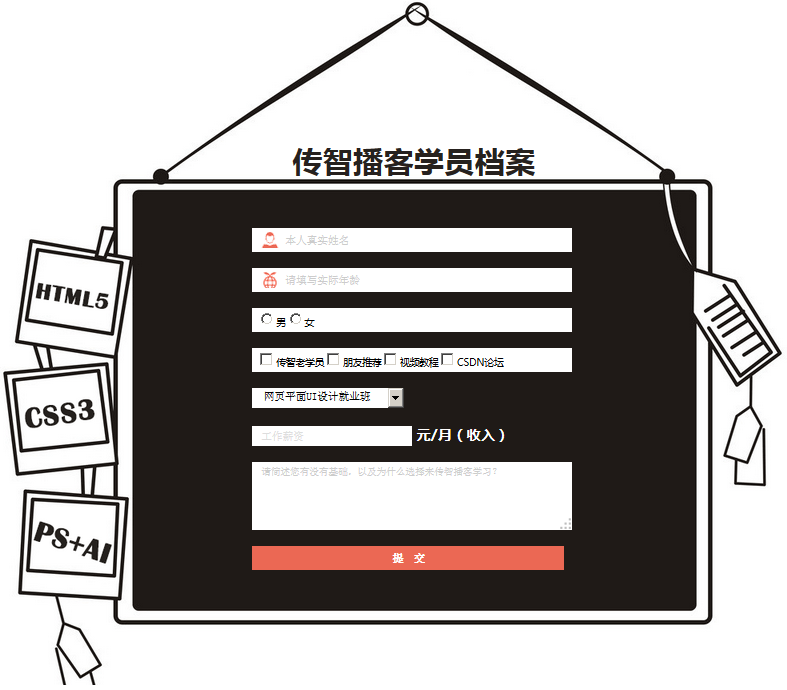 传智播客学员档案
本人真实姓名
请填写实际年龄
男 女
传智老学员 朋友推荐 视频教程 CSDN论坛
网页平面UI设计就业班
工作薪资 元/月（收入）
请简述您有没有基础，以及为什么选择来传智播客学习？
提 交
HTML5
CSS3
PS+AI